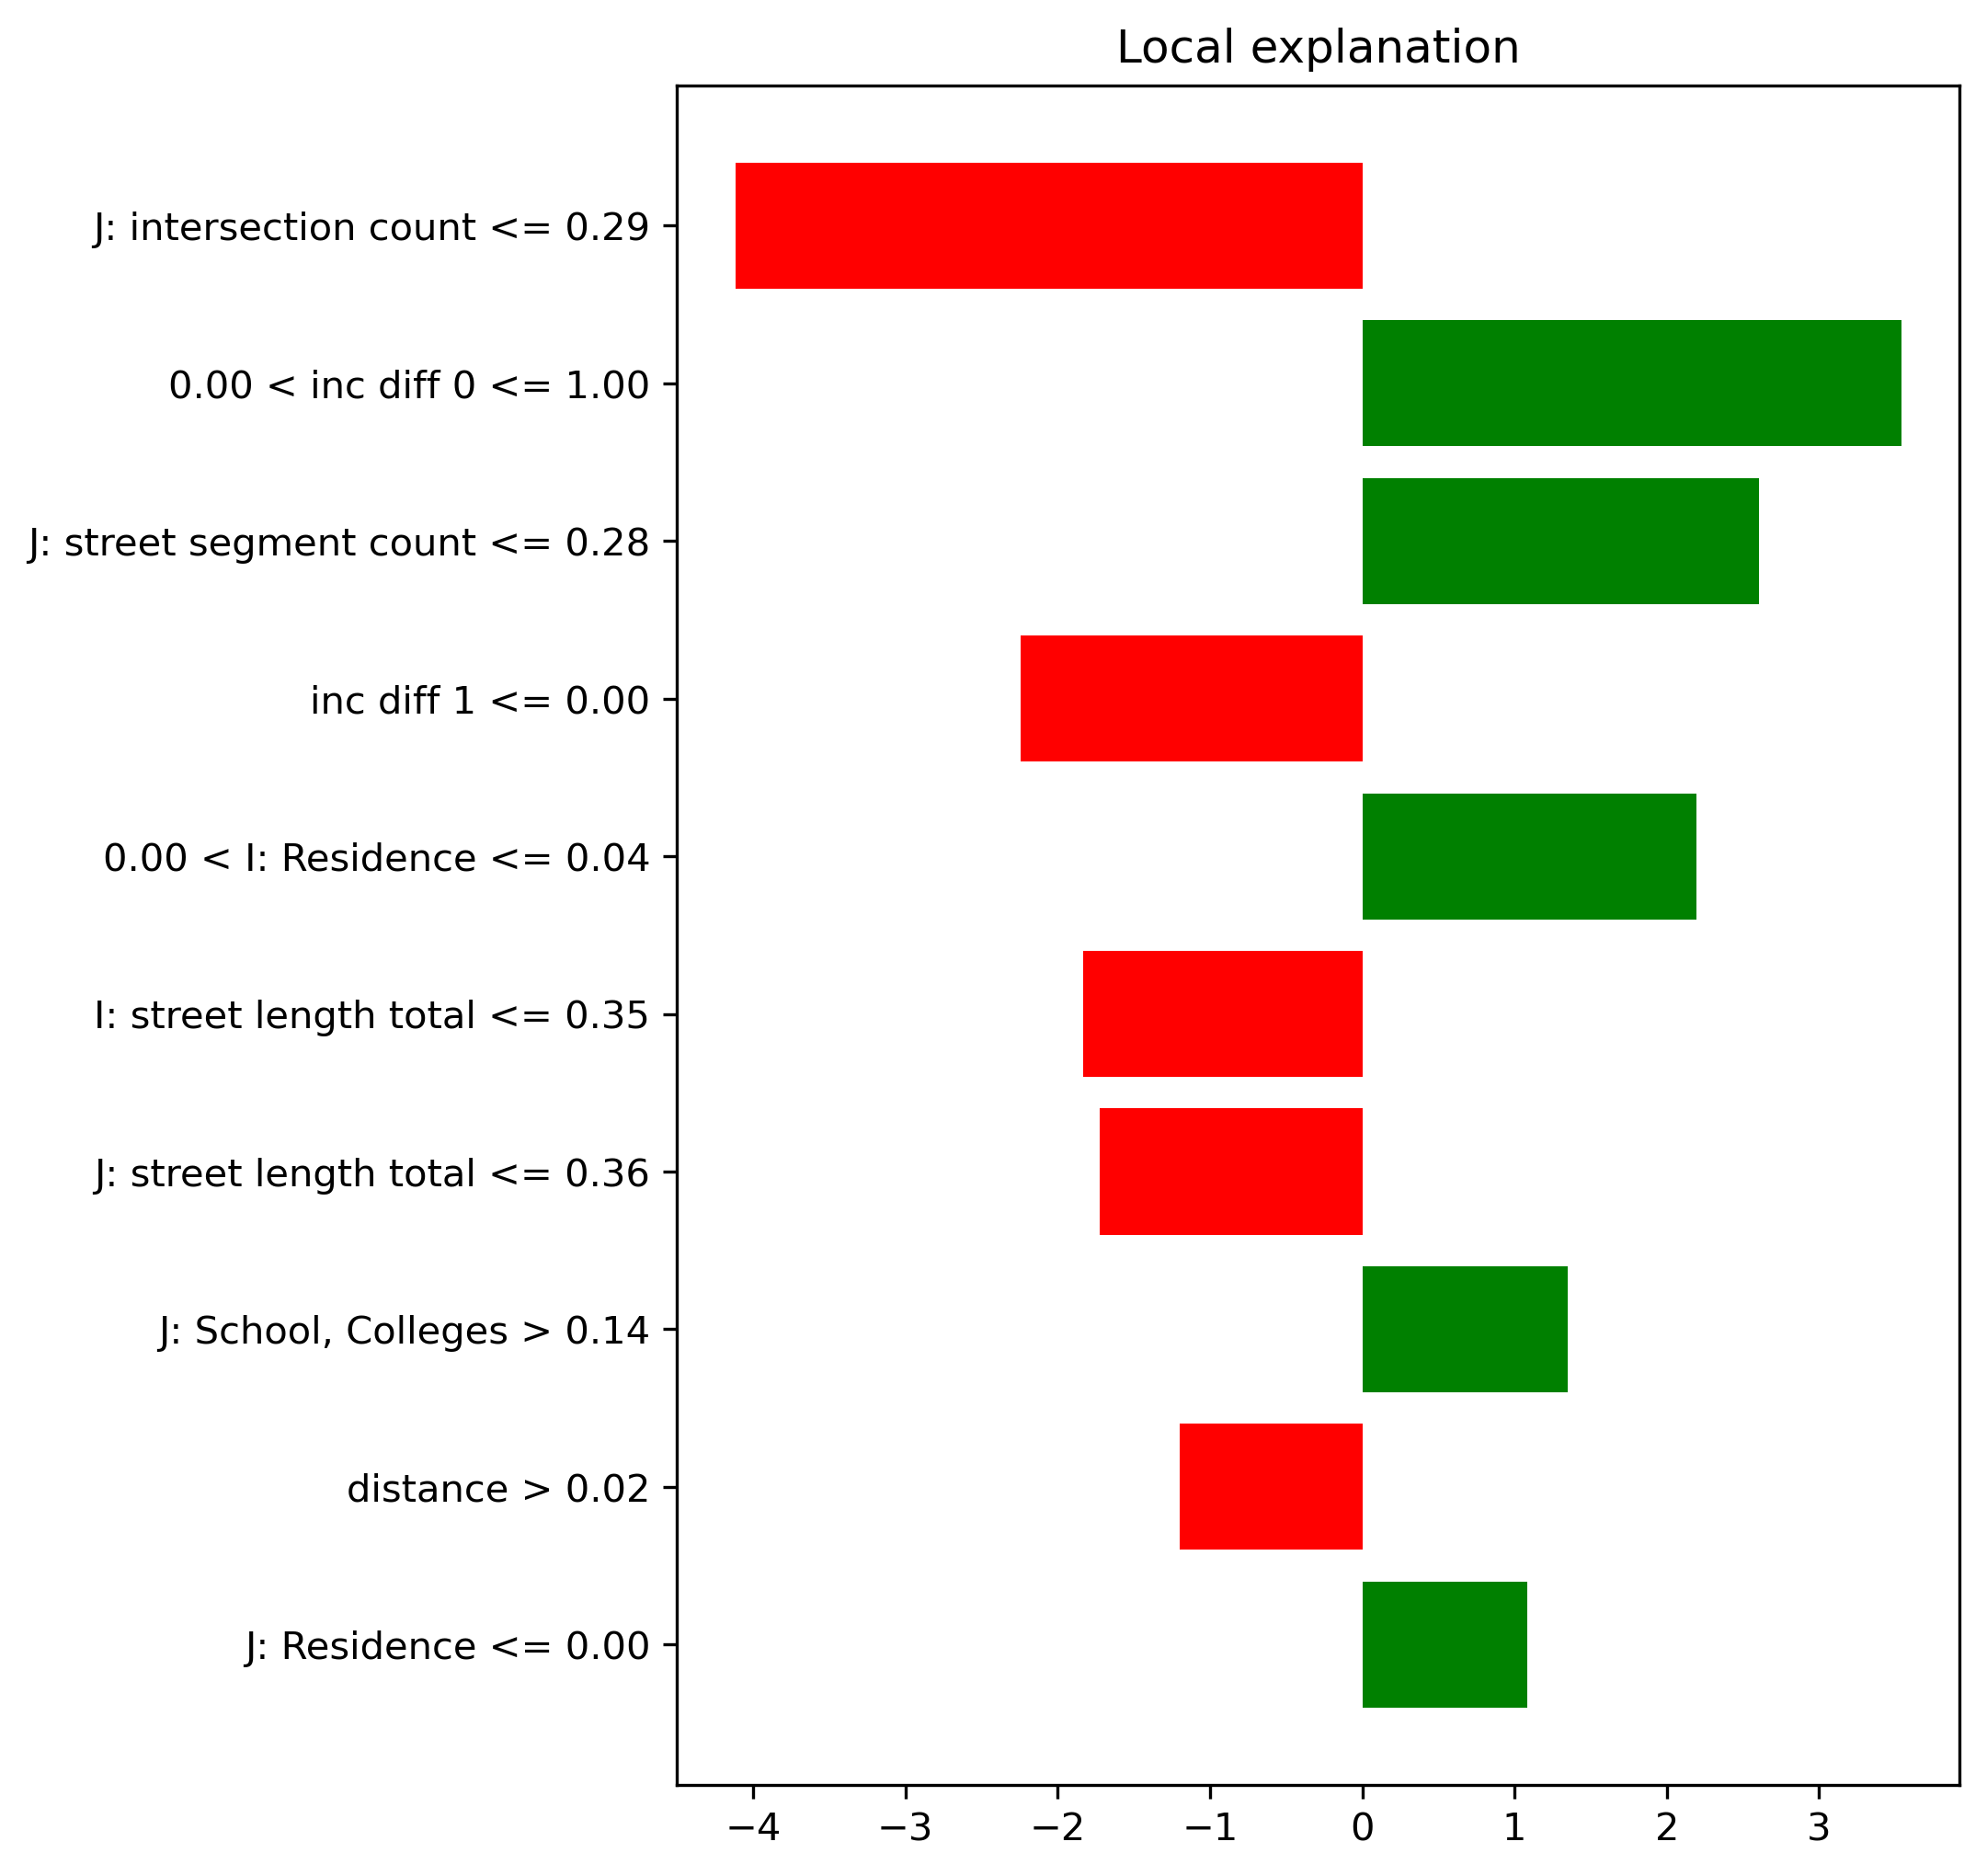 Local explanation
J: intersection count <= 0.29
0.00 < inc diff 0 <= 1.00
J: street segment count <= 0.28
inc diff 1 <= 0.00
0.00 < I: Residence <= 0.04
I: street length total <= 0.35
J: street length total <= 0.36
J: School, Colleges > 0.14
distance > 0.02
J: Residence <= 0.00
−4 −3 −2 −1 0 1 2 3